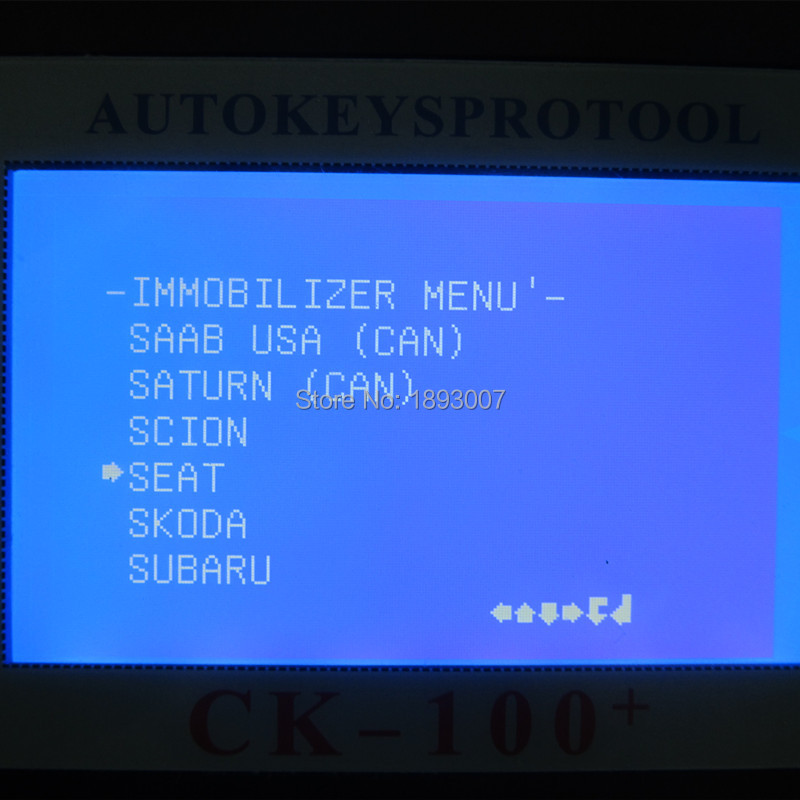 AUTOKEYSPROTOOL
-IMMOBILIZER MENU'-
SAAB USA (CAN)
SATURN (CAN)
Store No: 1893007
SCION
SEAT
SKODA
SUBARU
CK-100+